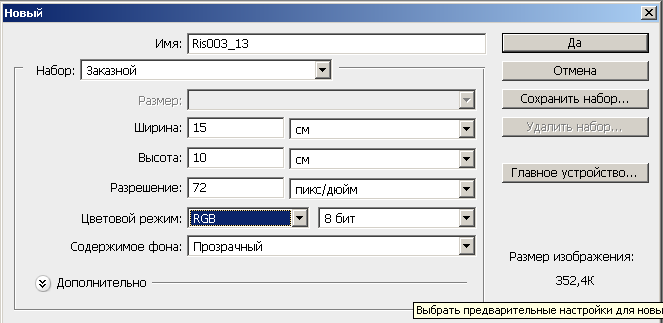 Новый
Имя: Ris003_13
Да
Набор: Заказной
Отмена
Размер:
Сохранить набор...
Ширина: 15 см
Удалить набор...
Высота: 10 см
Главное устройство...
Разрешение: 72 пикс/дюйм
Цветовой режим: RGB 8 бит
Содержимое фона: Прозрачный
Размер изображения:
352,4K
Дополнительно
Выбрать предварительные настройки для новы